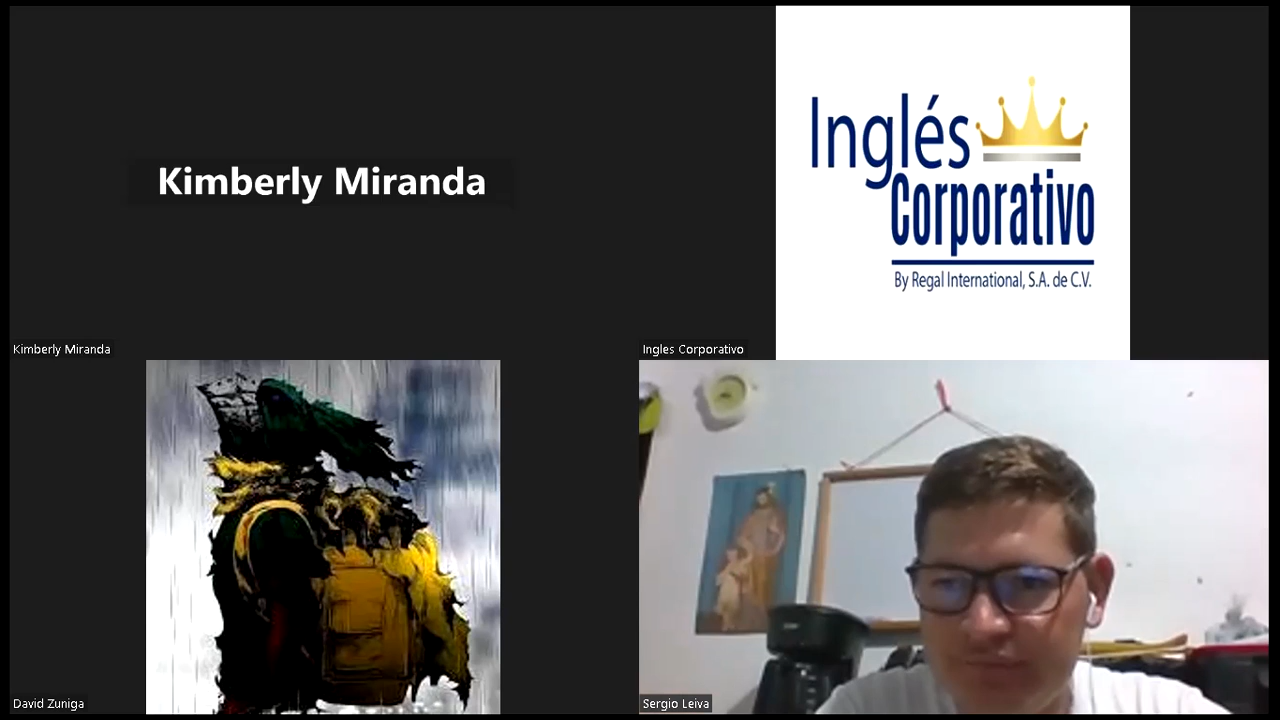 Kimberly Miranda
Inglés
Corporativo
By Regal International, S.A. de C.V.
Kimberly Miranda
Ingles Corporativo
David Zuniga
Sergio Leiva